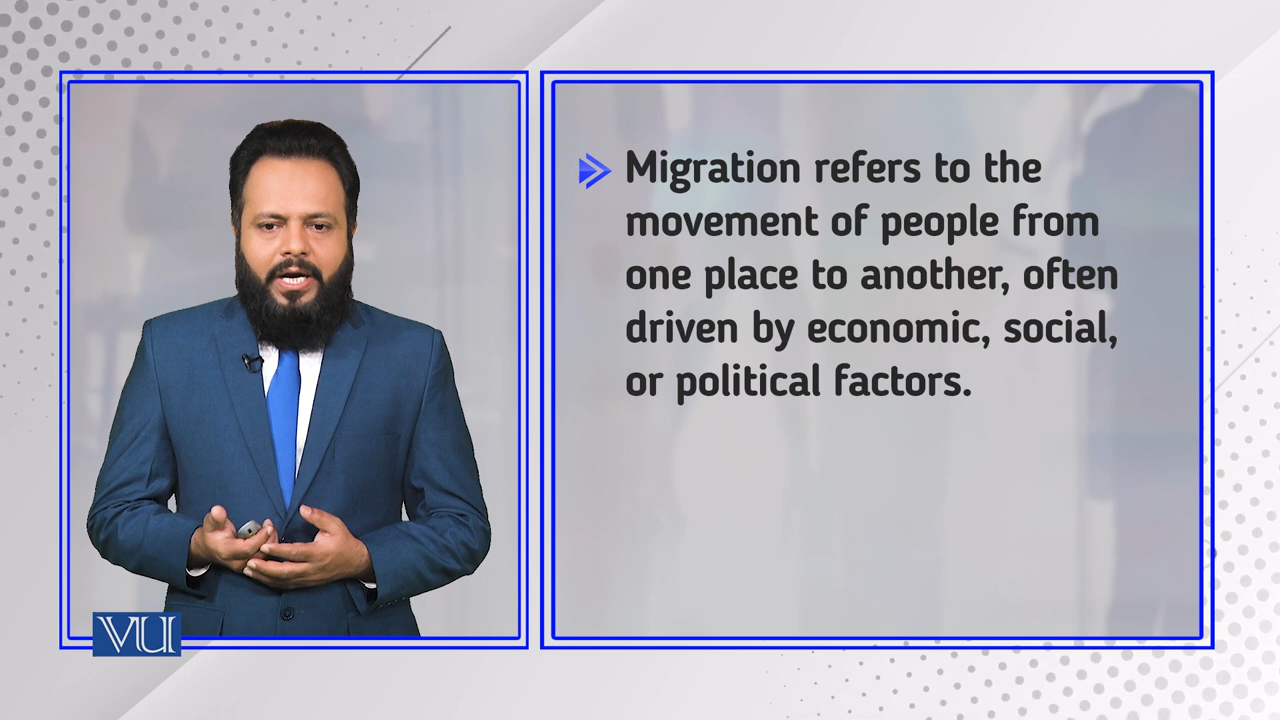 Migration refers to the
movement of people from
one place to another, often
driven by economic, social,
or political factors.
VU